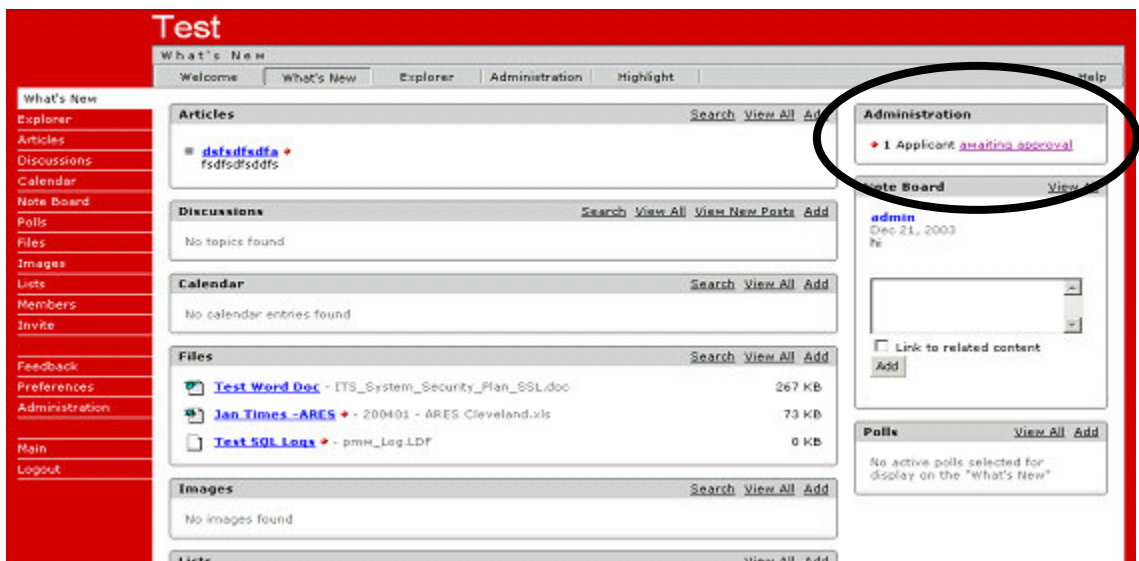 Test
What's New
Welcome What's New Explorer Administration Highlight Help
What's New
Explorer
Articles
Discussions
Calendar
Note Board
Polls
Files
Images
Lists
Members
Invite
Feedback
Preferences
Administration
Main
Logout
Articles Search View All Add
dsfsdfsdfa
fsdfsdfsddfs
Discussions Search View All View New Posts Add
No topics found
Calendar Search View All Add
No calendar entries found
Files Search View All Add
Test Word Doc - ITS_System_Security_Plan_SSL.doc 267 KB
Jan Times -ARES - 200401 - ARES Cleveland.xls 73 KB
Test SQL Logs - pmw_Log.LDF 0 KB
Images Search View All Add
No images found
Lists View All Add
Administration
1 Applicant awaiting approval
Note Board View All
admin
Dec 21, 2003
hi
Link to related content
Add
Polls View All Add
No active polls selected for
display on the "What's New"